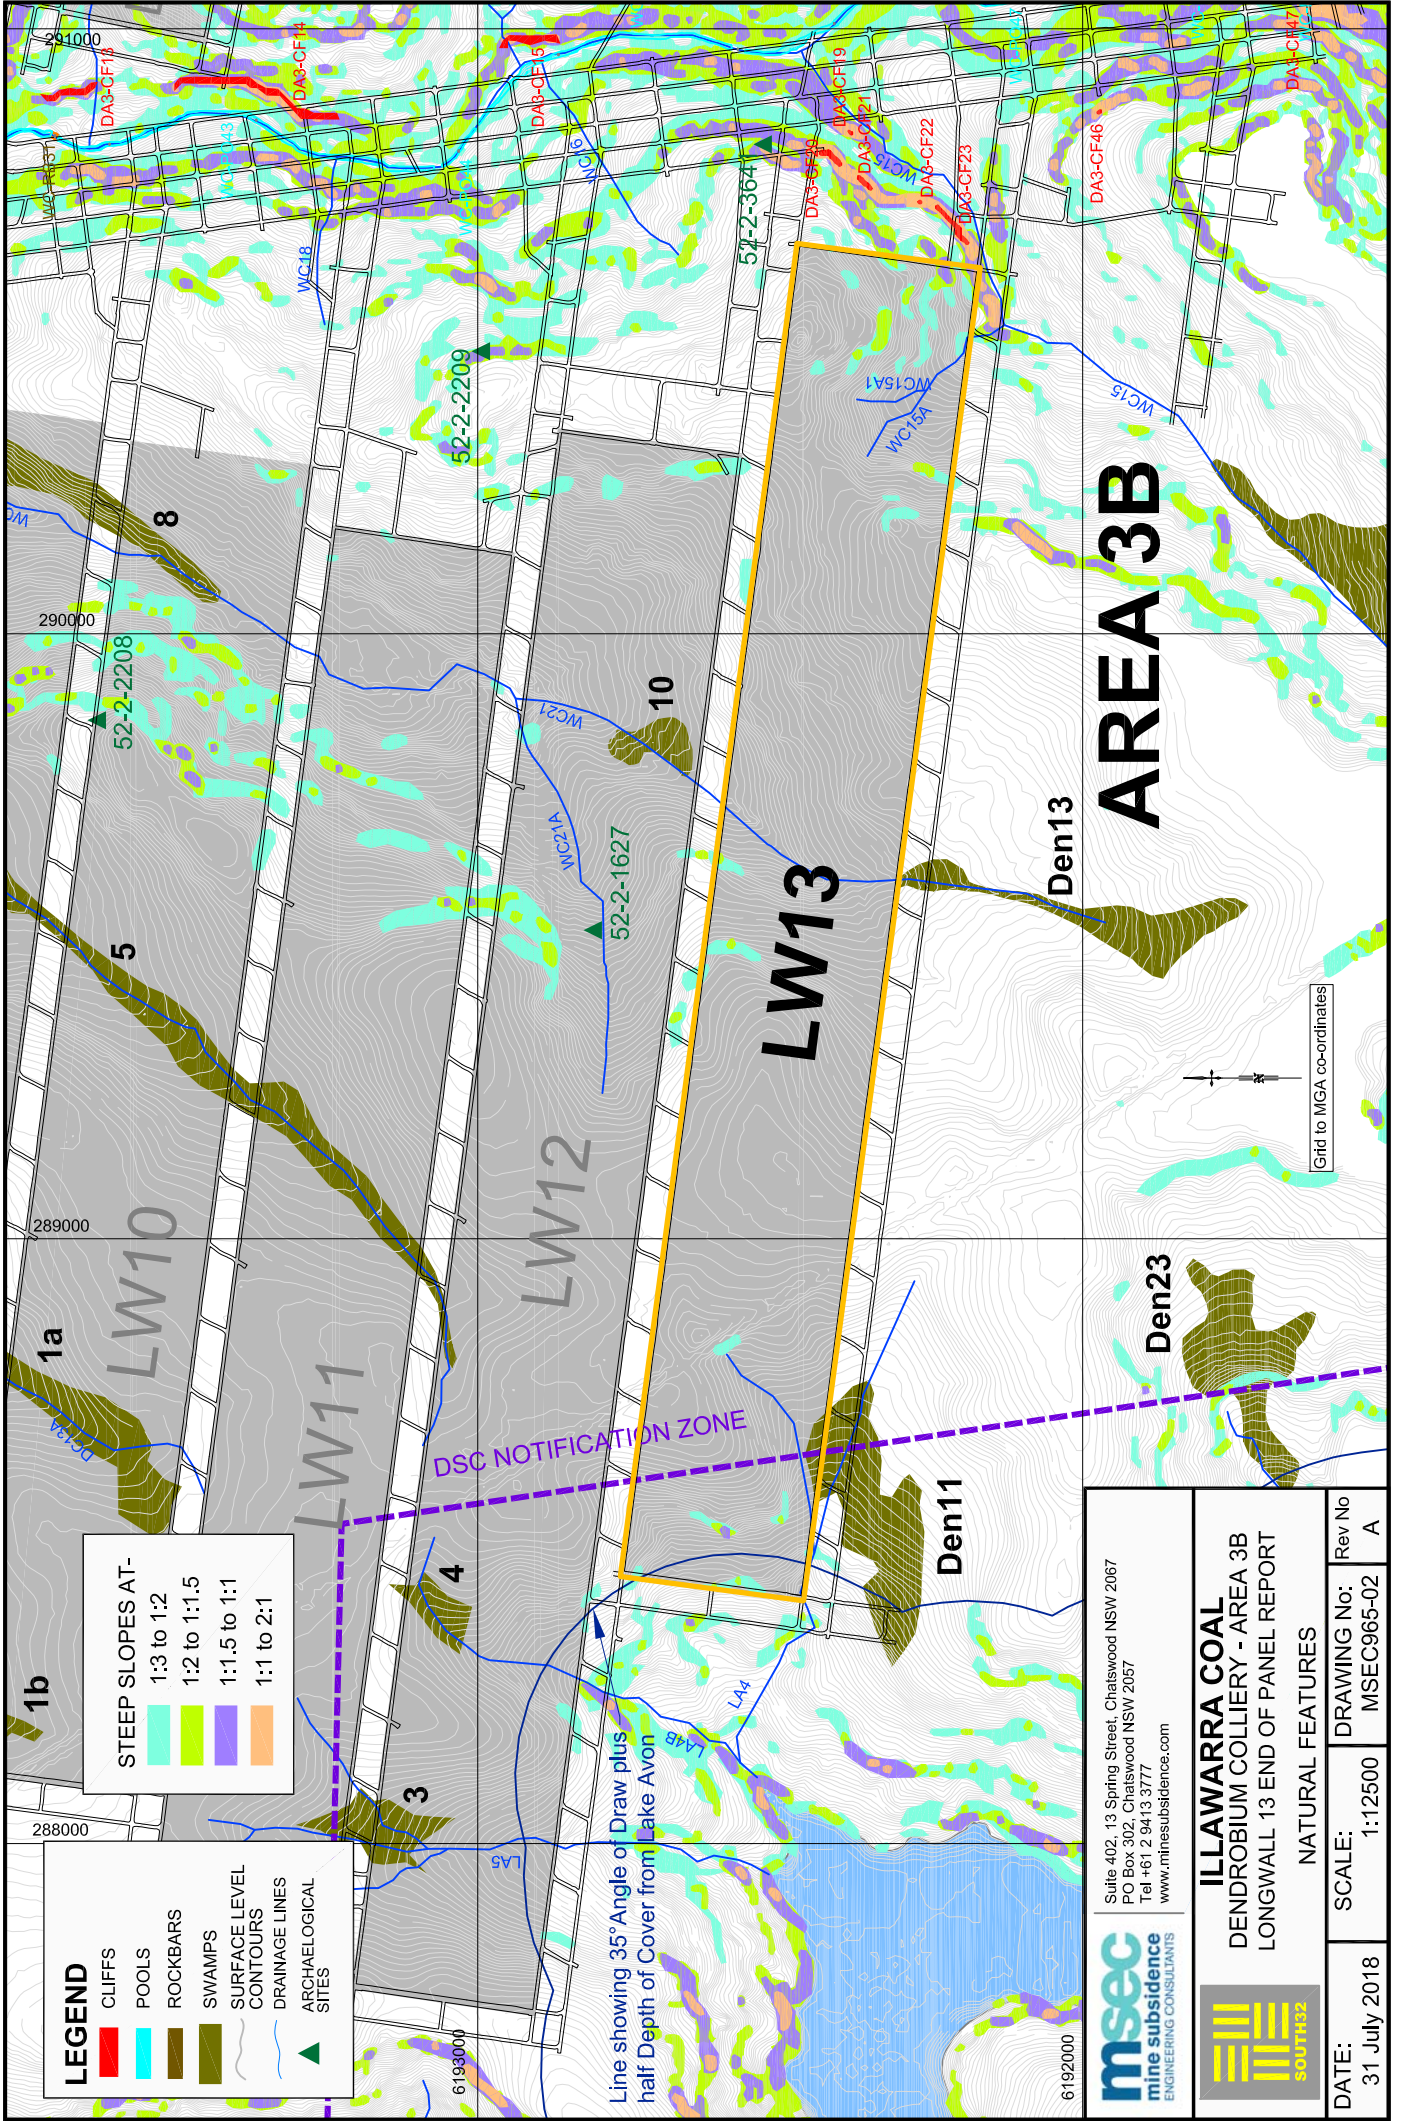 291000
290000
289000
288000
6193000
6192000
DA3-CF13
DA3-CF14
DA3-CF15
DA3-CF19
DA3-CF21
DA3-CF22
DA3-CF23
DA3-CF46
DA3-CF47
WC18
WC16
WC15
WC15
WC15A1
WC15A
WC21
WC21A
52-2-2209
52-2-2208
52-2-1627
8
10
5
1a
1b
4
3
Den13
Den11
Den23
DC13A
LA4
LA4B
LA5
LW10
LW11
LW12
LW13
AREA 3B
DSC NOTIFICATION ZONE
Line showing 35° Angle of Draw plus
half Depth of Cover from Lake Avon
Grid to MGA co-ordinates
N
STEEP SLOPES AT-
1:3 to 1:2
1:2 to 1:1.5
1:1.5 to 1:1
1:1 to 2:1
LEGEND
CLIFFS
POOLS
ROCKBARS
SWAMPS
SURFACE LEVEL
CONTOURS
DRAINAGE LINES
ARCHAELOGICAL
SITES
msec
mine subsidence
ENGINEERING CONSULTANTS
Suite 402, 13 Spring Street, Chatswood NSW 2067
PO Box 302, Chatswood NSW 2057
Tel +61 2 9413 3777
www.minesubsidence.com
SOUTH32
ILLAWARRA COAL
DENDROBIUM COLLIERY - AREA 3B
LONGWALL 13 END OF PANEL REPORT
NATURAL FEATURES
DATE:
31 July 2018
SCALE:
1:12500
DRAWING No:
MSEC965-02
Rev No
A